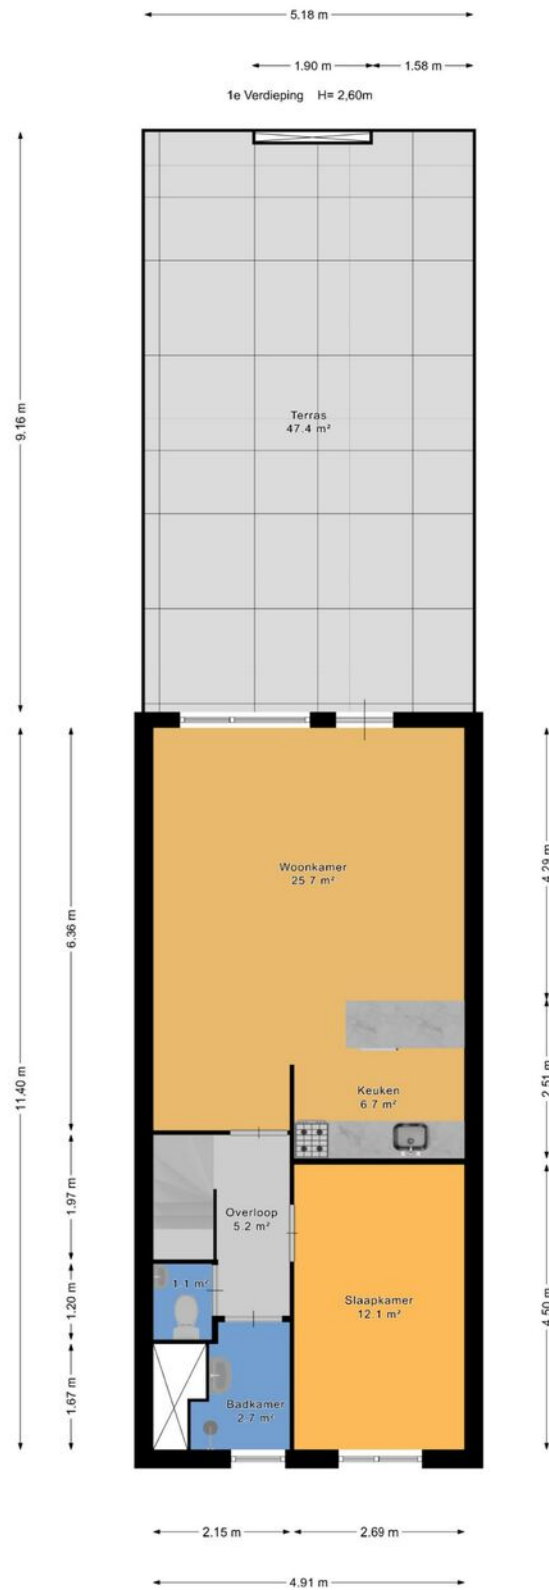 5.18 m
1.90 m
1.58 m
1e Verdieping H= 2,60m
9.16 m
Terras
47.4 m²
11.40 m
6.36 m
4.29 m
Woonkamer
25.7 m²
2.51 m
Keuken
6.7 m²
1.97 m
Overloop
5.2 m²
1.20 m
1.1 m²
4.50 m
Slaapkamer
12.1 m²
1.67 m
Badkamer
2.7 m²
2.15 m
2.69 m
4.91 m